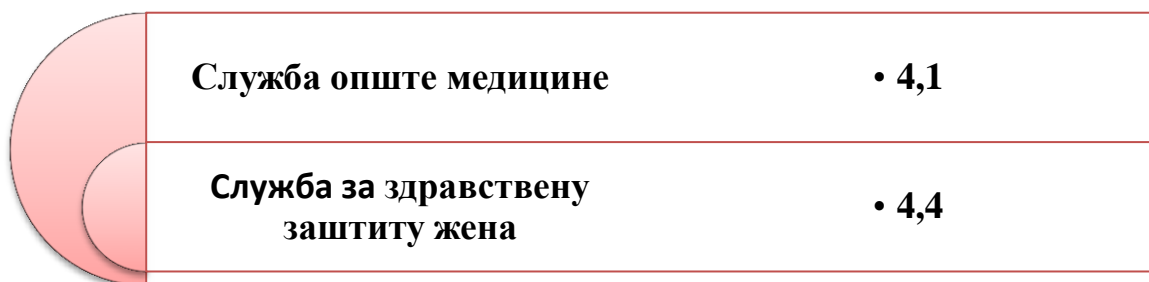 Служба опште медицине
• 4,1
Служба за здравствену
заштиту жена
• 4,4